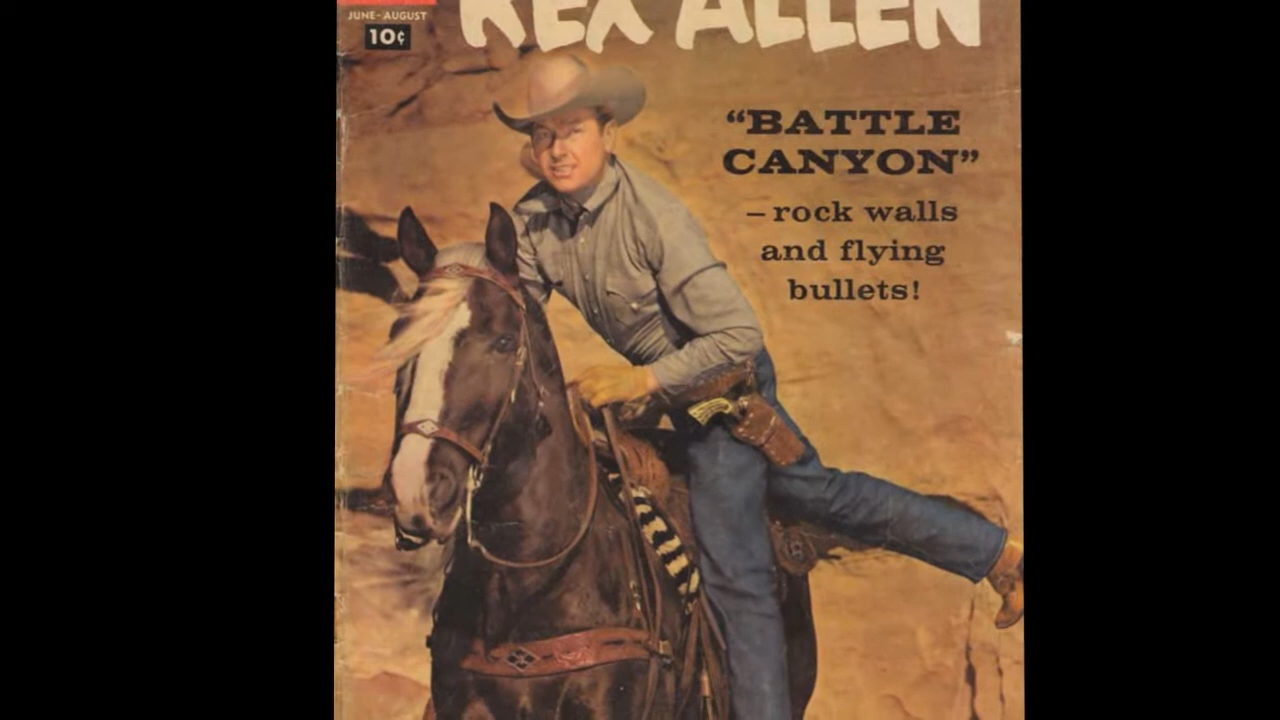 JUNE-AUGUST
10¢
REX ALLEN
"BATTLE
CANYON"
– rock walls
and flying
bullets!